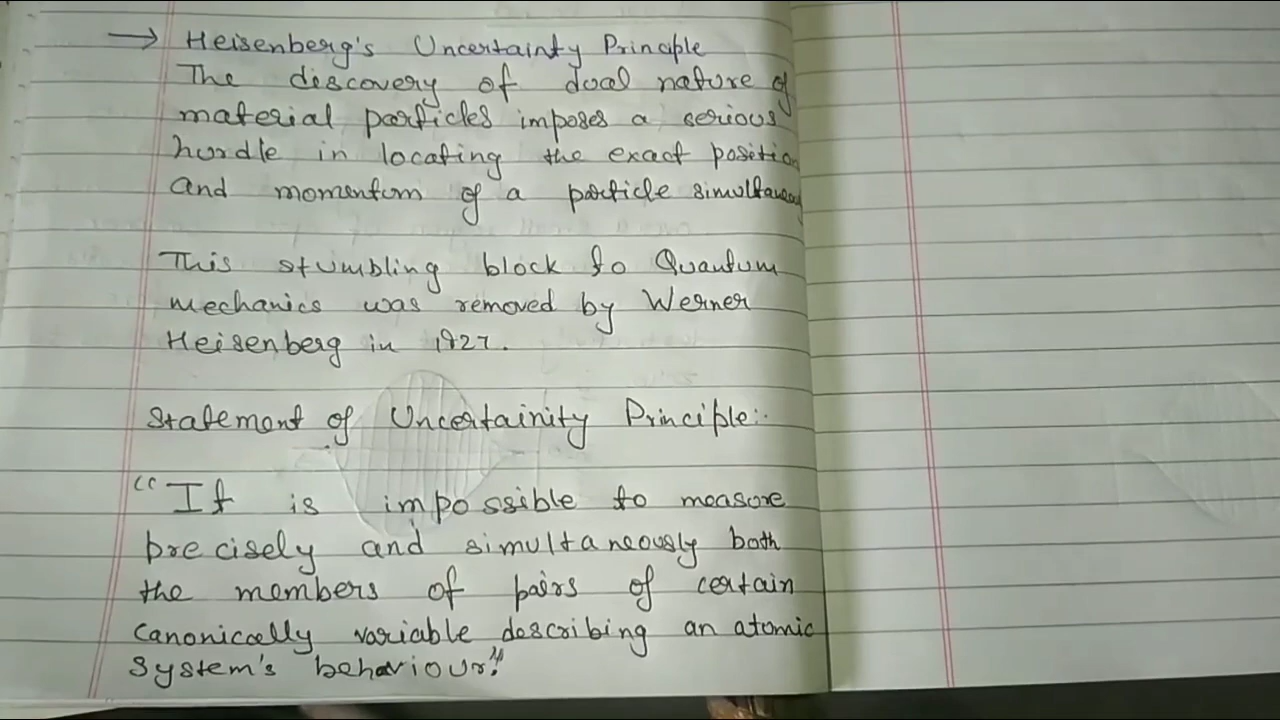 → Heisenberg's Uncertainty Principle
The discovery of dual nature of
material particles imposes a serious
hurdle in locating the exact position
and momentum of a particle simultaneously
This stumbling block to Quantum
mechanics was removed by Werner
Heisenberg in 1927.
Statement of Uncertainity Principle:-
"It is impossible to measure
precisely and simultaneously both
the members of pairs of certain
canonically variable describing an atomic
system's behaviour."